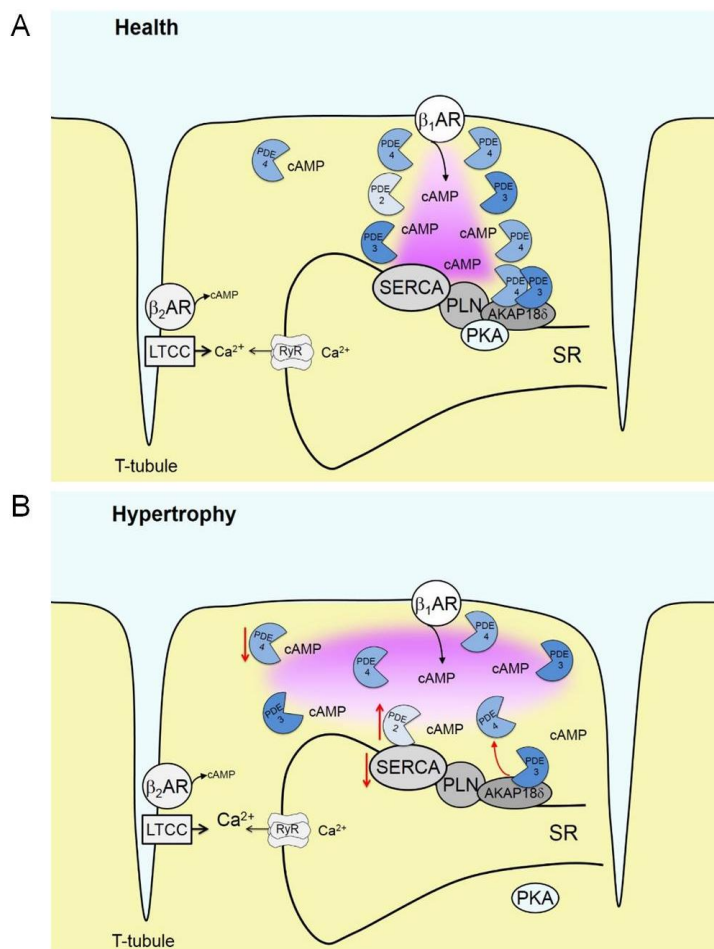 A
Health
β₁AR
PDE 4
PDE 4
PDE 4
cAMP
PDE 2
cAMP
PDE 3
PDE 3
cAMP
cAMP
PDE 4
cAMP
SERCA
PDE 4
PDE 3
β₂AR
cAMP
PLN
AKAP18δ
PKA
LTCC
Ca²⁺
RyR
Ca²⁺
SR
T-tubule
B
Hypertrophy
β₁AR
PDE 4
PDE 4
cAMP
PDE 4
cAMP
cAMP
PDE 3
PDE 3
cAMP
PDE 2
cAMP
PDE 4
cAMP
SERCA
PDE 3
β₂AR
cAMP
PLN
AKAP18δ
LTCC
Ca²⁺
RyR
Ca²⁺
SR
PKA
T-tubule